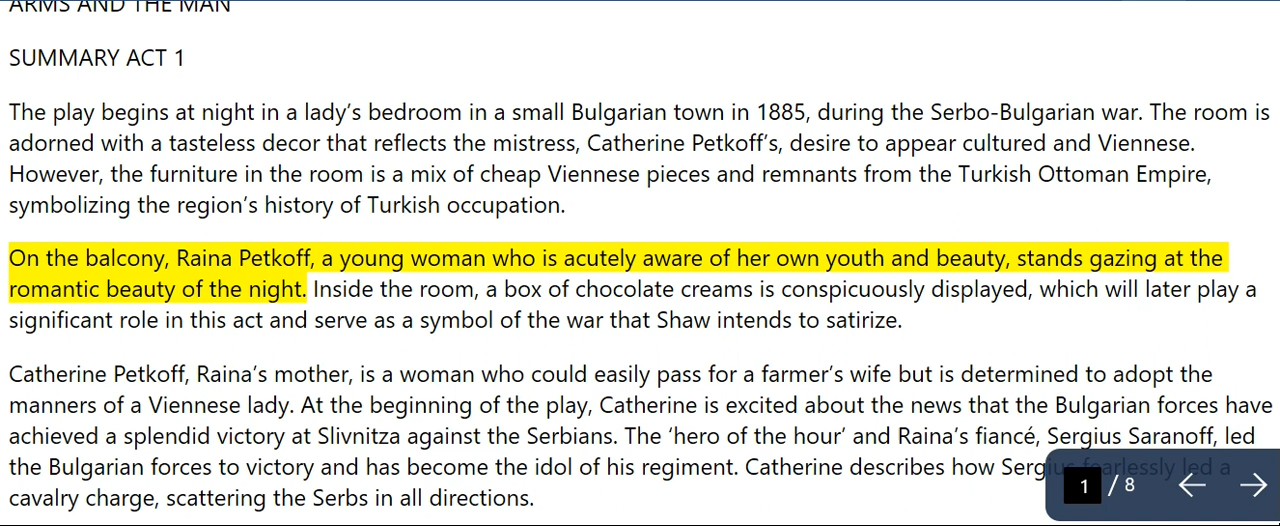 ARMS AND THE MAN
SUMMARY ACT 1
The play begins at night in a lady’s bedroom in a small Bulgarian town in 1885, during the Serbo-Bulgarian war. The room is
adorned with a tasteless decor that reflects the mistress, Catherine Petkoff’s, desire to appear cultured and Viennese.
However, the furniture in the room is a mix of cheap Viennese pieces and remnants from the Turkish Ottoman Empire,
symbolizing the region’s history of Turkish occupation.
On the balcony, Raina Petkoff, a young woman who is acutely aware of her own youth and beauty, stands gazing at the
romantic beauty of the night. Inside the room, a box of chocolate creams is conspicuously displayed, which will later play a
significant role in this act and serve as a symbol of the war that Shaw intends to satirize.
Catherine Petkoff, Raina’s mother, is a woman who could easily pass for a farmer’s wife but is determined to adopt the
manners of a Viennese lady. At the beginning of the play, Catherine is excited about the news that the Bulgarian forces have
achieved a splendid victory at Slivnitza against the Serbians. The ‘hero of the hour’ and Raina’s fiancé, Sergius Saranoff, led
the Bulgarian forces to victory and has become the idol of his regiment. Catherine describes how Sergius fearlessly led a
cavalry charge, scattering the Serbs in all directions.
1 / 8